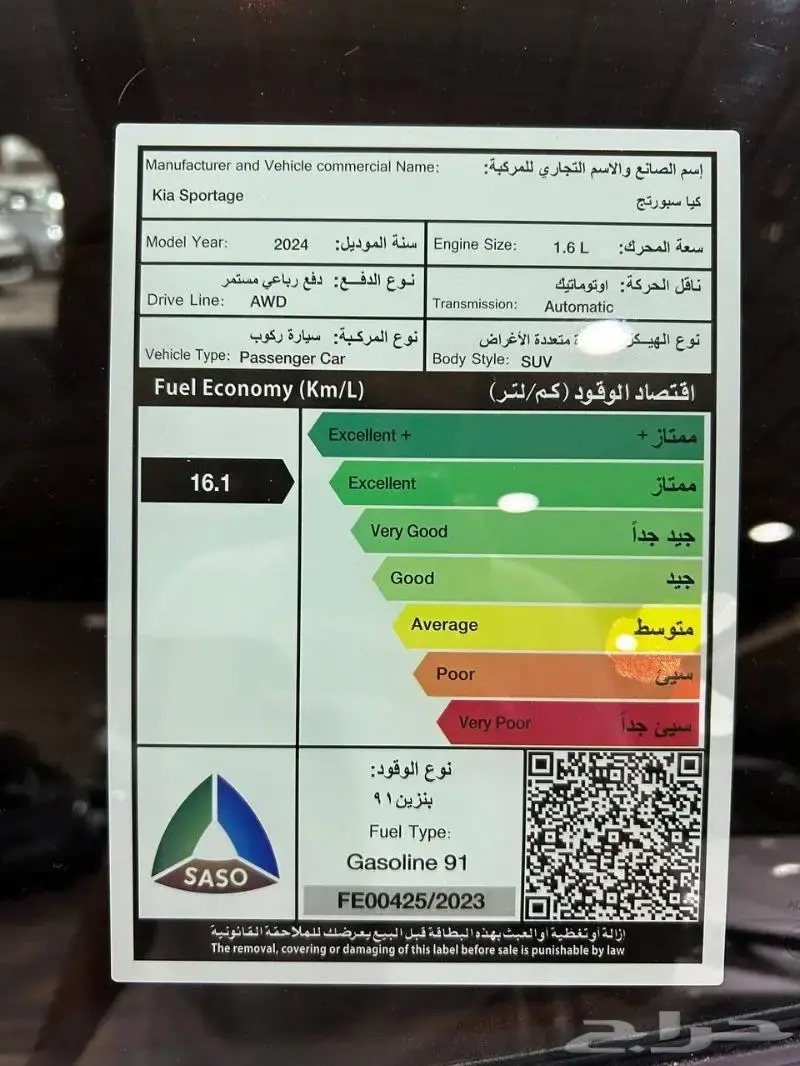 Manufacturer and Vehicle commercial Name: إسم الصانع والاسم التجاري للمركبة:
Kia Sportage كيا سبورتج
Model Year: 2024 سنة الموديل:
Engine Size: 1.6 L سعة المحرك:
نوع الدفع: دفع رباعي مستمر
Drive Line: AWD
ناقل الحركة: اوتوماتيك
Transmission: Automatic
نوع المركبة: سيارة ركوب
Vehicle Type: Passenger Car
نوع الهيكل متعددة الأغراض
Body Style: SUV
Fuel Economy (Km/L) اقتصاد الوقود (كم/لتر)
Excellent + ممتاز +
16.1
Excellent ممتاز
Very Good جيد جداً
Good جيد
Average متوسط
Poor سيئ
Very Poor سيئ جداً
SASO
نوع الوقود:
بنزين ٩١
Fuel Type:
Gasoline 91
FE00425/2023
إزالة أو تغطية أو العبث بهذه البطاقة قبل البيع يعرضك للملاحقة القانونية
The removal, covering or damaging of this label before sale is punishable by law
حراج